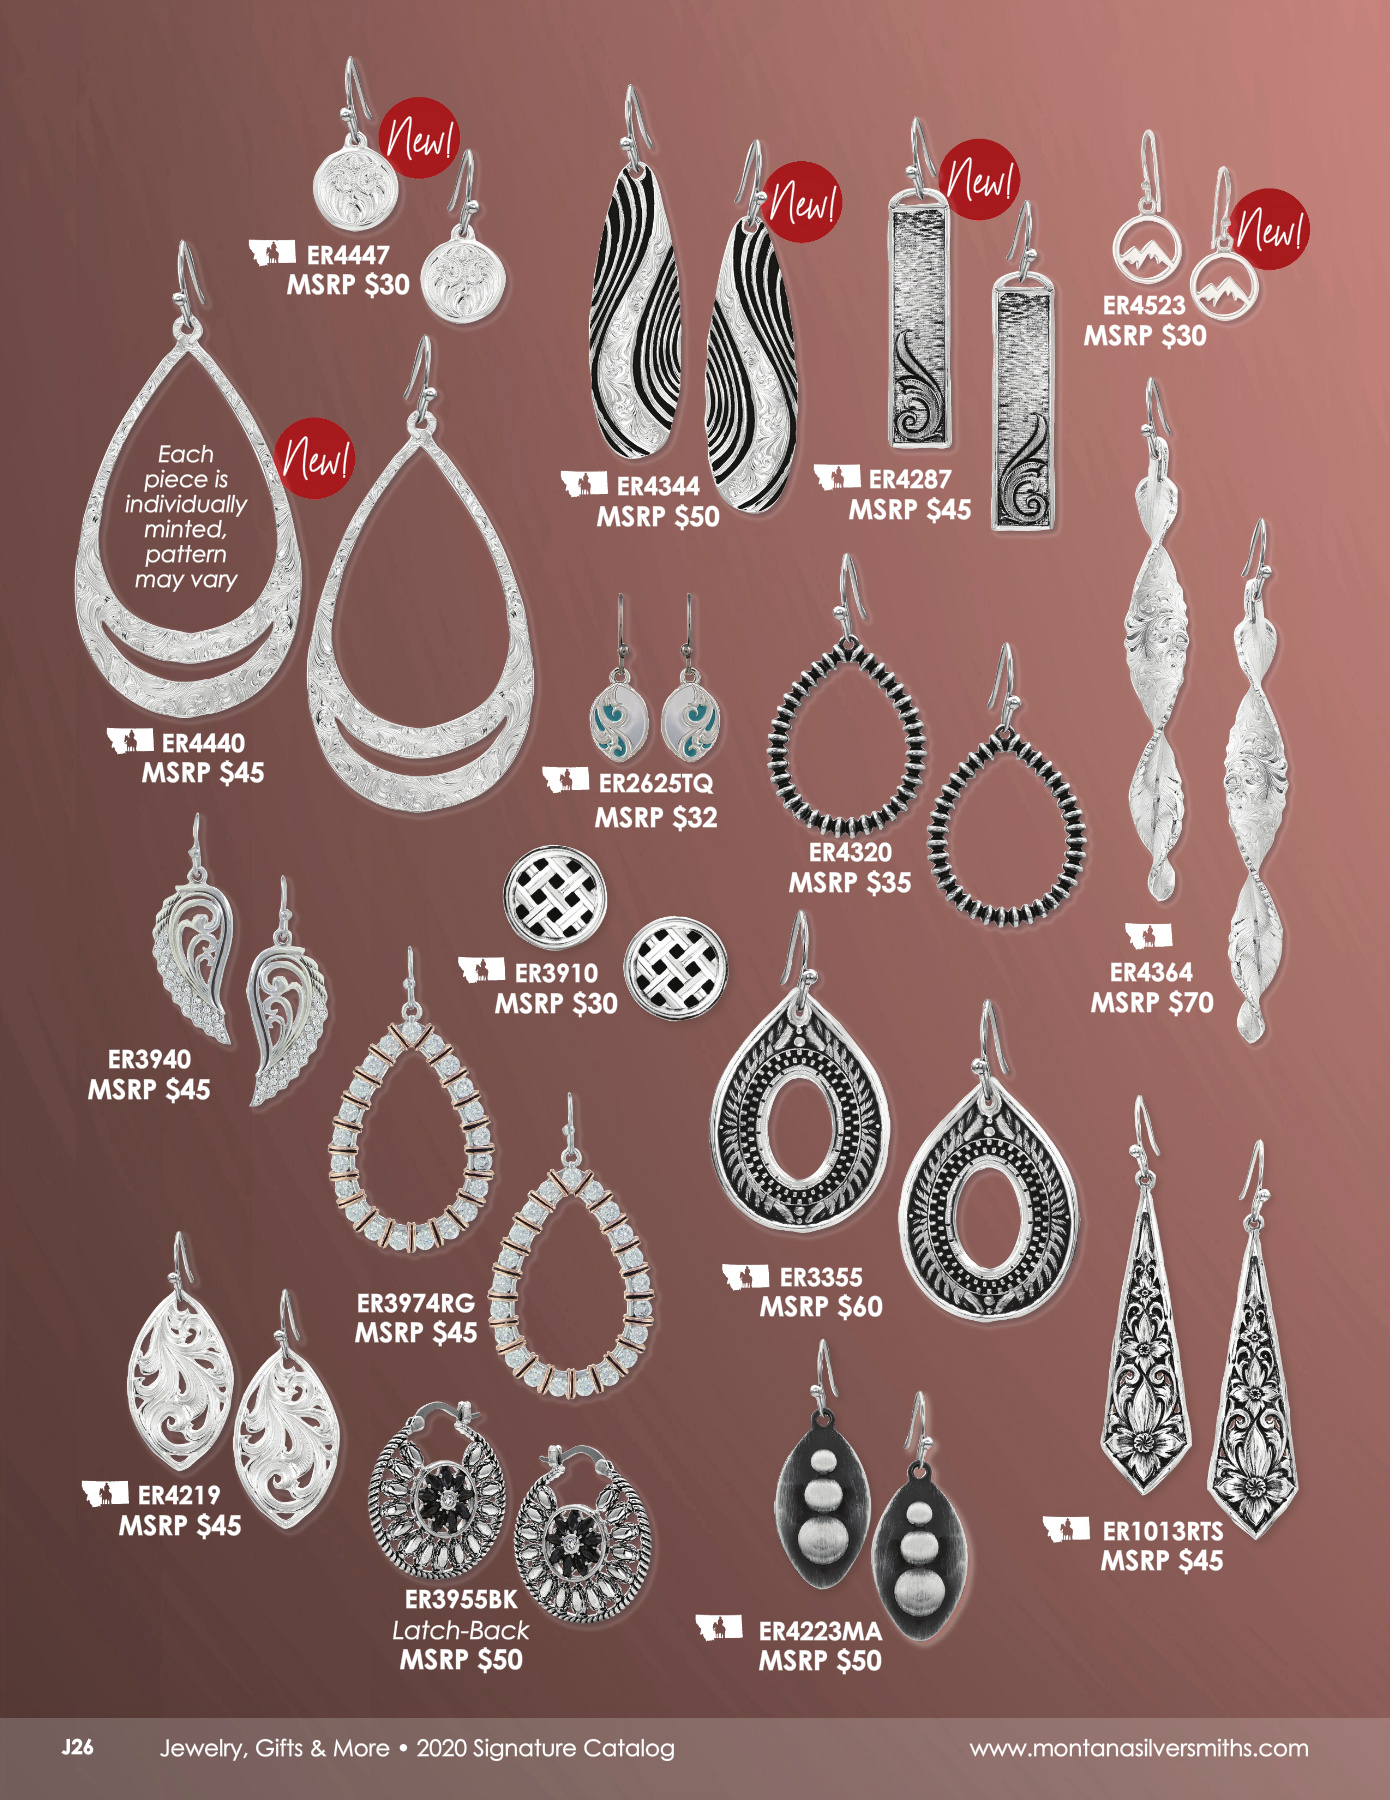 New!
ER4447
MSRP $30
New!
ER4344
MSRP $50
New!
ER4287
MSRP $45
New!
ER4523
MSRP $30
Each
piece is
individually
minted,
pattern
may vary
New!
ER4440
MSRP $45
ER2625TQ
MSRP $32
ER4320
MSRP $35
ER4364
MSRP $70
ER3910
MSRP $30
ER3940
MSRP $45
ER3974RG
MSRP $45
ER3355
MSRP $60
ER4219
MSRP $45
ER3955BK
Latch-Back
MSRP $50
ER4223MA
MSRP $50
ER1013RTS
MSRP $45
J26
Jewelry, Gifts & More • 2020 Signature Catalog
www.montanasilversmiths.com